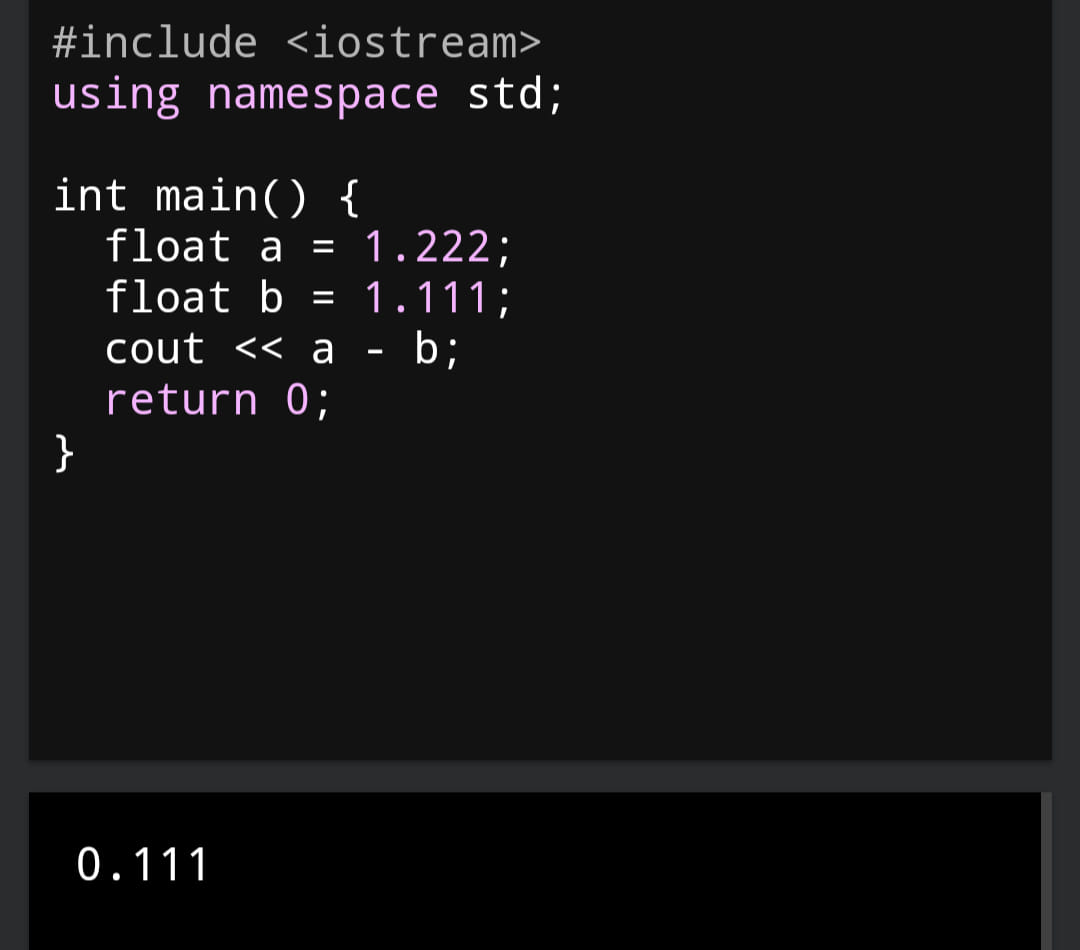 #include <iostream>
using namespace std;

int main() {
  float a = 1.222;
  float b = 1.111;
  cout << a - b;
  return 0;
}
0.111